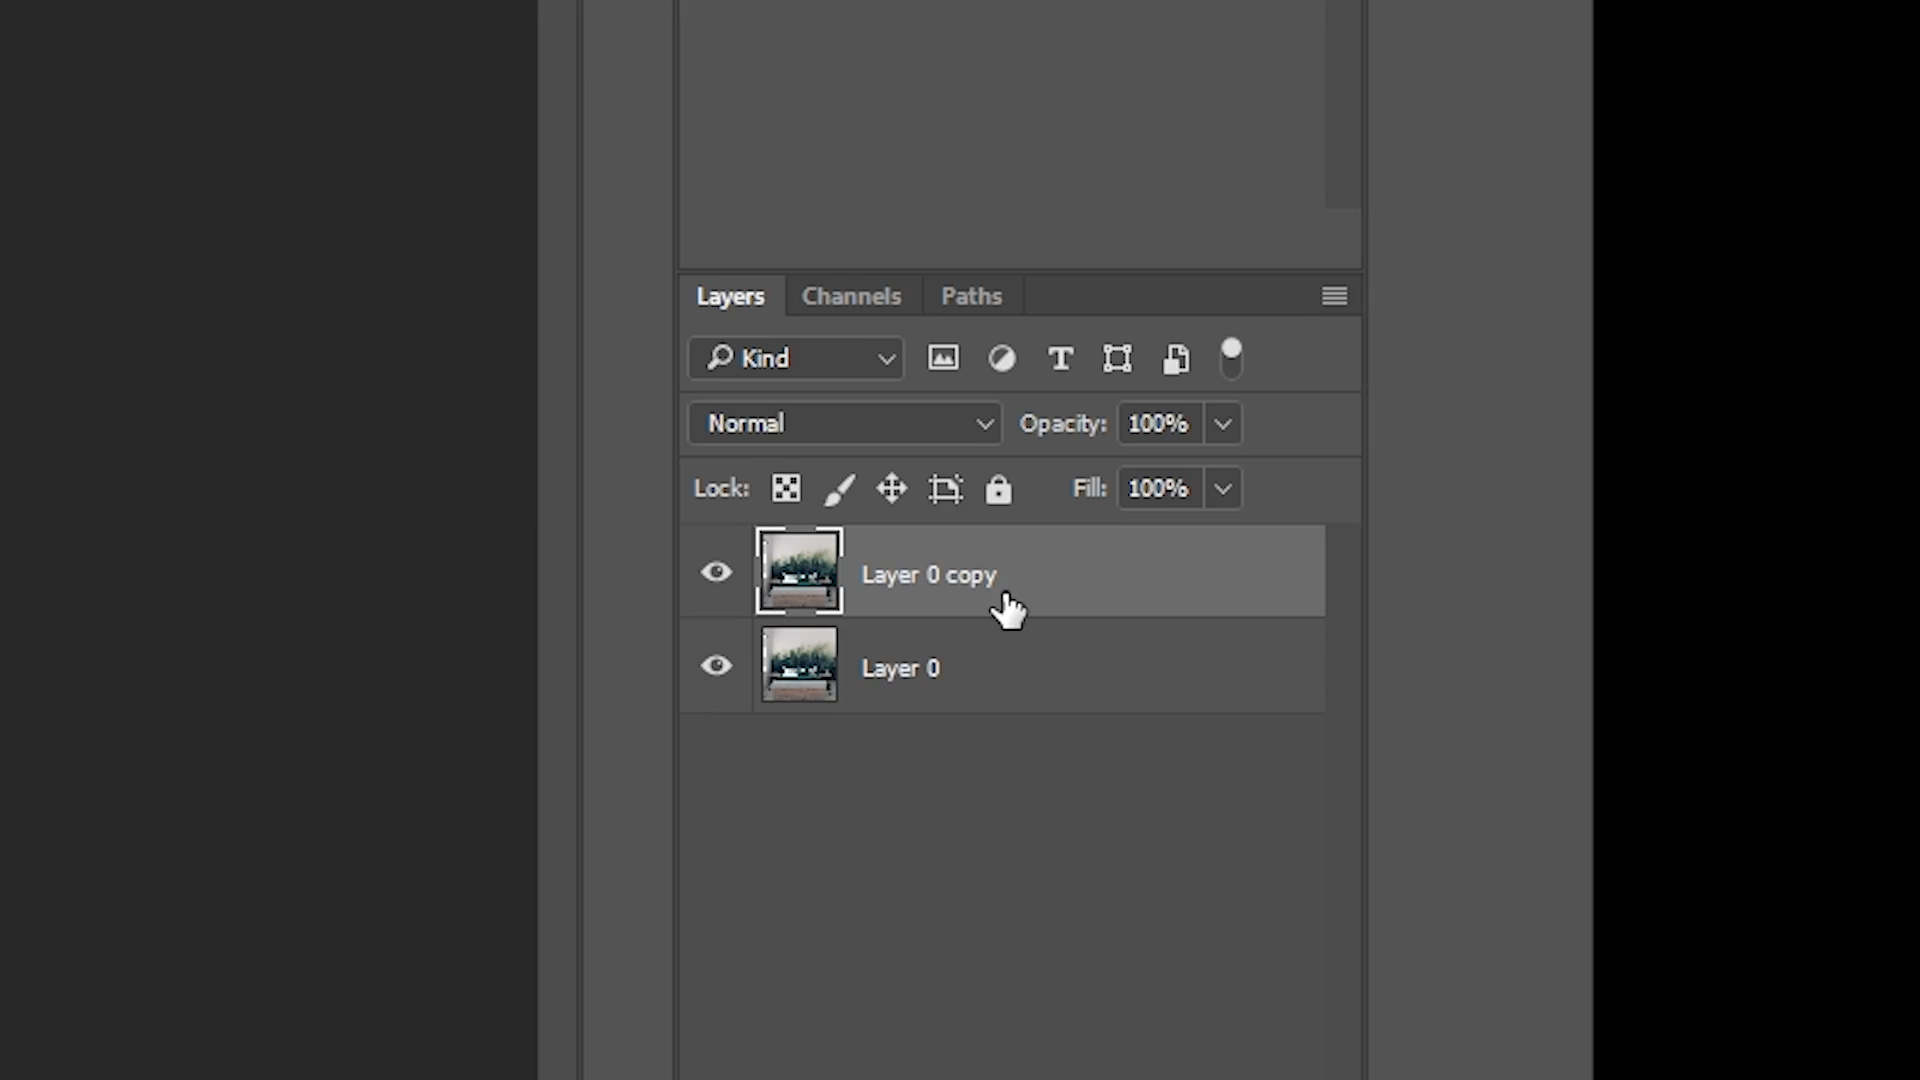 Layers Channels Paths
Kind
Normal Opacity: 100%
Lock: Fill: 100%
Layer 0 copy
Layer 0